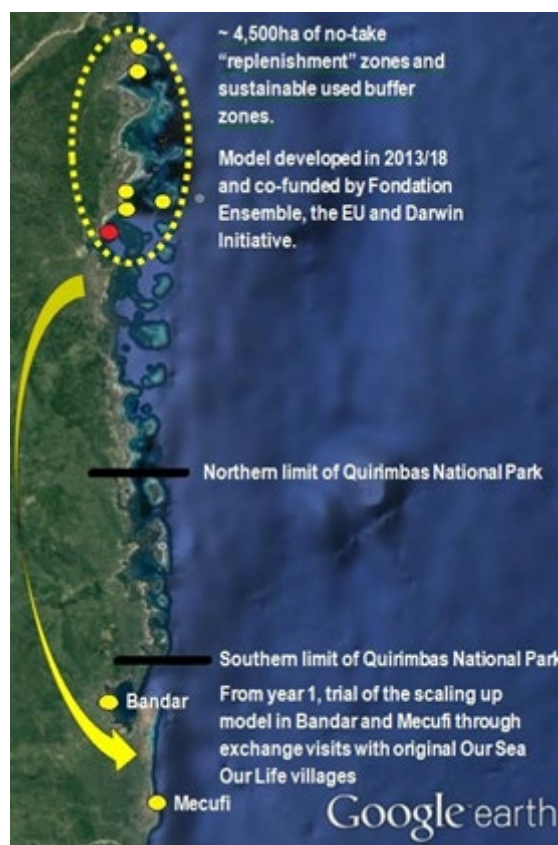 ~ 4,500ha of no-take
“replenishment” zones and
sustainable used buffer
zones.
Model developed in 2013/18
and co-funded by Fondation
Ensemble, the EU and Darwin
Initiative.
Northern limit of Quirimbas National Park
Southern limit of Quirimbas National Park
Bandar
From year 1, trial of the scaling up
model in Bandar and Mecufi through
exchange visits with original Our Sea
Our Life villages
Mecufi
Google earth